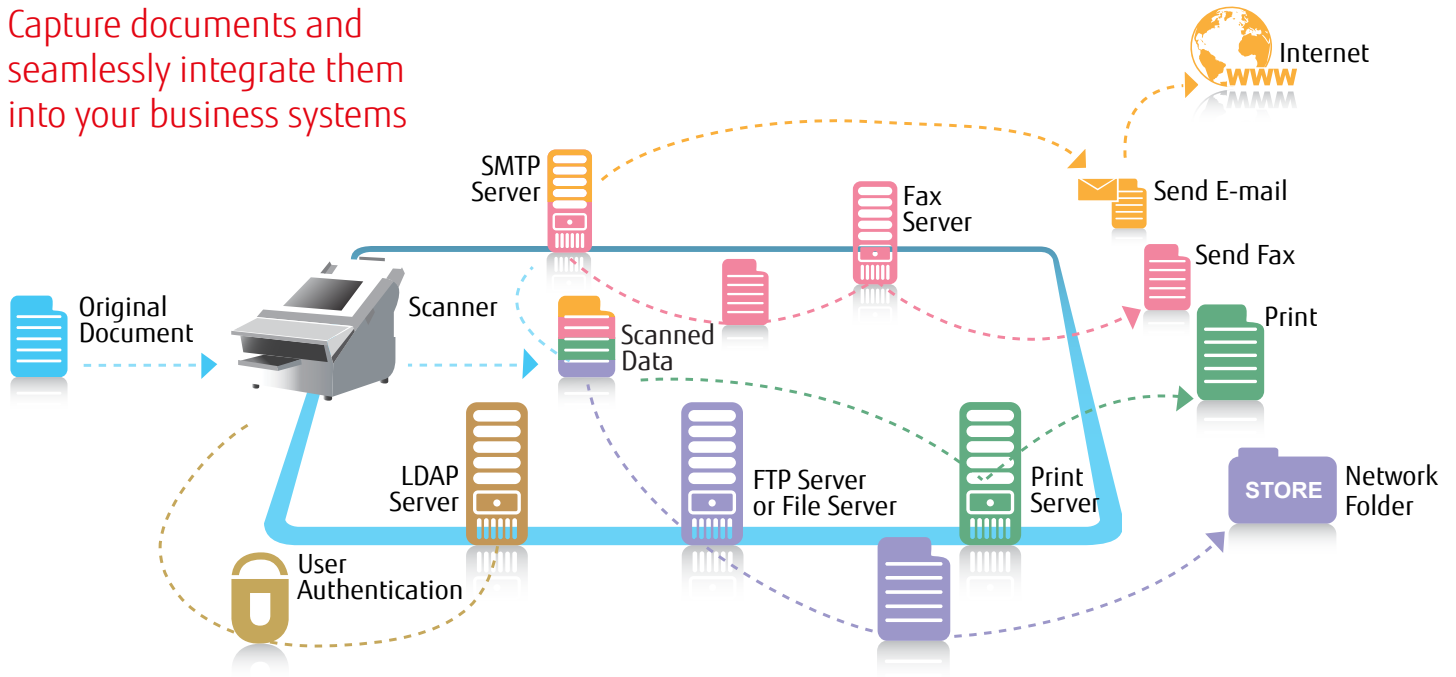 Capture documents and
seamlessly integrate them
into your business systems
Internet
WWW
SMTP
Server
Fax
Server
Send E-mail
Send Fax
Original
Document
Scanner
Scanned
Data
Print
LDAP
Server
FTP Server
or File Server
Print
Server
STORE
Network
Folder
User
Authentication